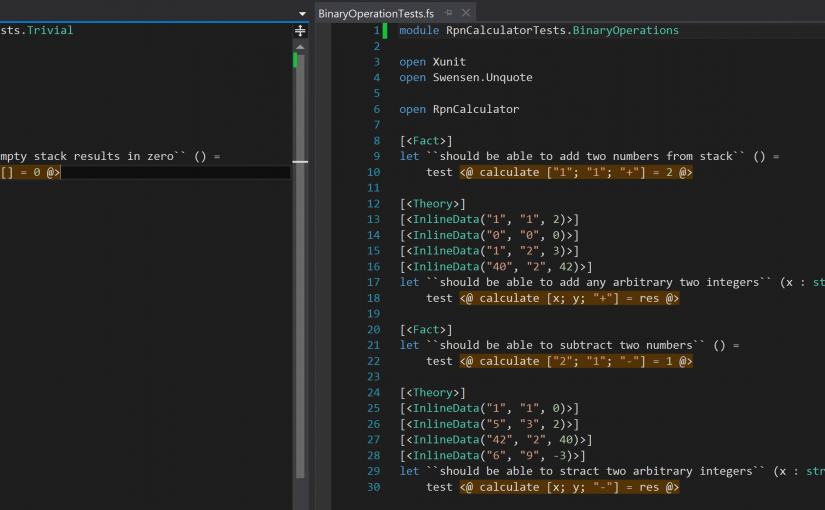 sts.Trivial
mpty stack results in zero`` () =
[] = 0 @>
BinaryOperationTests.fs
1 module RpnCalculatorTests.BinaryOperations
2
3 open Xunit
4 open Swensen.Unquote
5
6 open RpnCalculator
7
8 [<Fact>]
9 let ``should be able to add two numbers from stack`` () =
10 test <@ calculate ["1"; "1"; "+"] = 2 @>
11
12 [<Theory>]
13 [<InlineData("1", "1", 2)>]
14 [<InlineData("0", "0", 0)>]
15 [<InlineData("1", "2", 3)>]
16 [<InlineData("40", "2", 42)>]
17 let ``should be able to add any arbitrary two integers`` (x : st
18 test <@ calculate [x; y; "+"] = res @>
19
20 [<Fact>]
21 let ``should be able to subtract two numbers`` () =
22 test <@ calculate ["2"; "1"; "-"] = 1 @>
23
24 [<Theory>]
25 [<InlineData("1", "1", 0)>]
26 [<InlineData("5", "3", 2)>]
27 [<InlineData("42", "2", 40)>]
28 [<InlineData("6", "9", -3)>]
29 let ``should be able to stract two arbitrary integers`` (x : str
30 test <@ calculate [x; y; "-"] = res @>